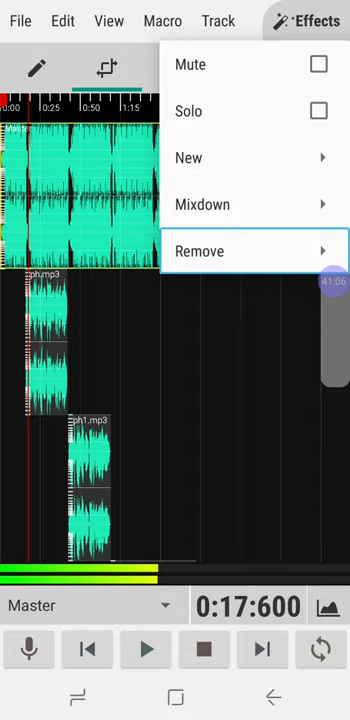 File Edit View Macro Track Effects
Mute
Solo
New
Mixdown
Remove
0:00 0:25 0:50 1:15
41:06
ph.mp3
ph1.mp3
Master 0:17:600